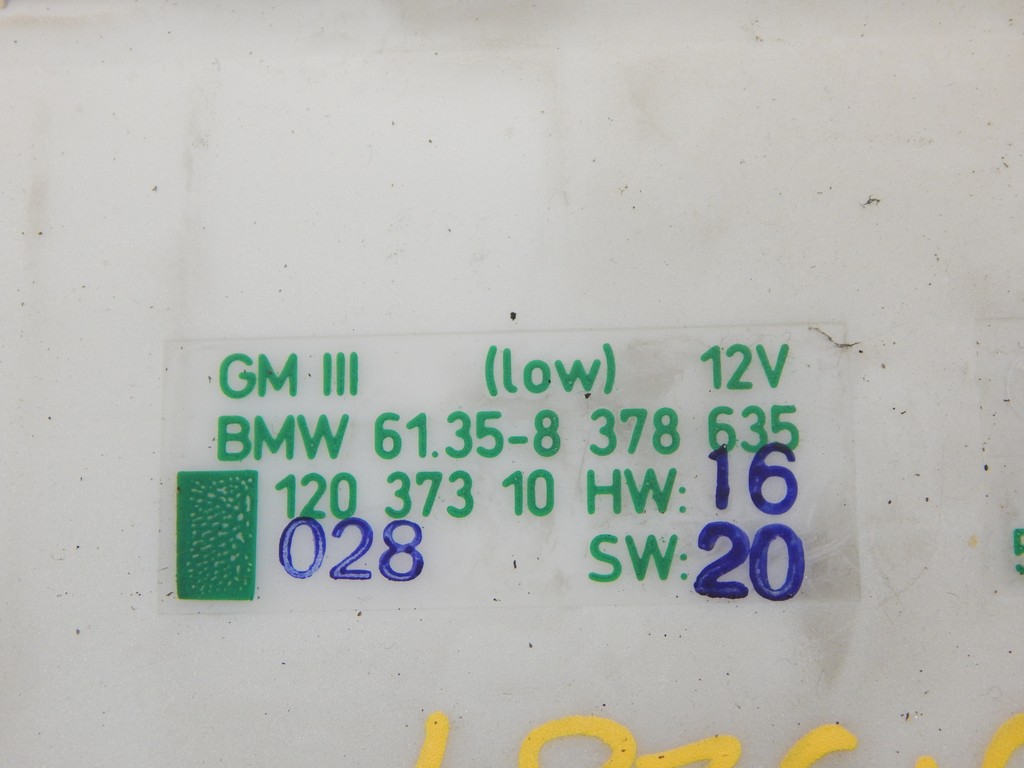 GM III (low) 12V
BMW 61.35-8 378 635
120 373 10 HW: 16
028 SW: 20